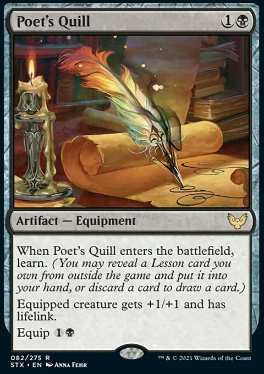 Poet's Quill 1
Artifact — Equipment
When Poet's Quill enters the battlefield,
learn. (You may reveal a Lesson card you
own from outside the game and put it into
your hand, or discard a card to draw a card.)
Equipped creature gets +1/+1 and has
lifelink.
Equip 1
082/275 R
STX • EN ANNA FEHR
™ & © 2021 Wizards of the Coast